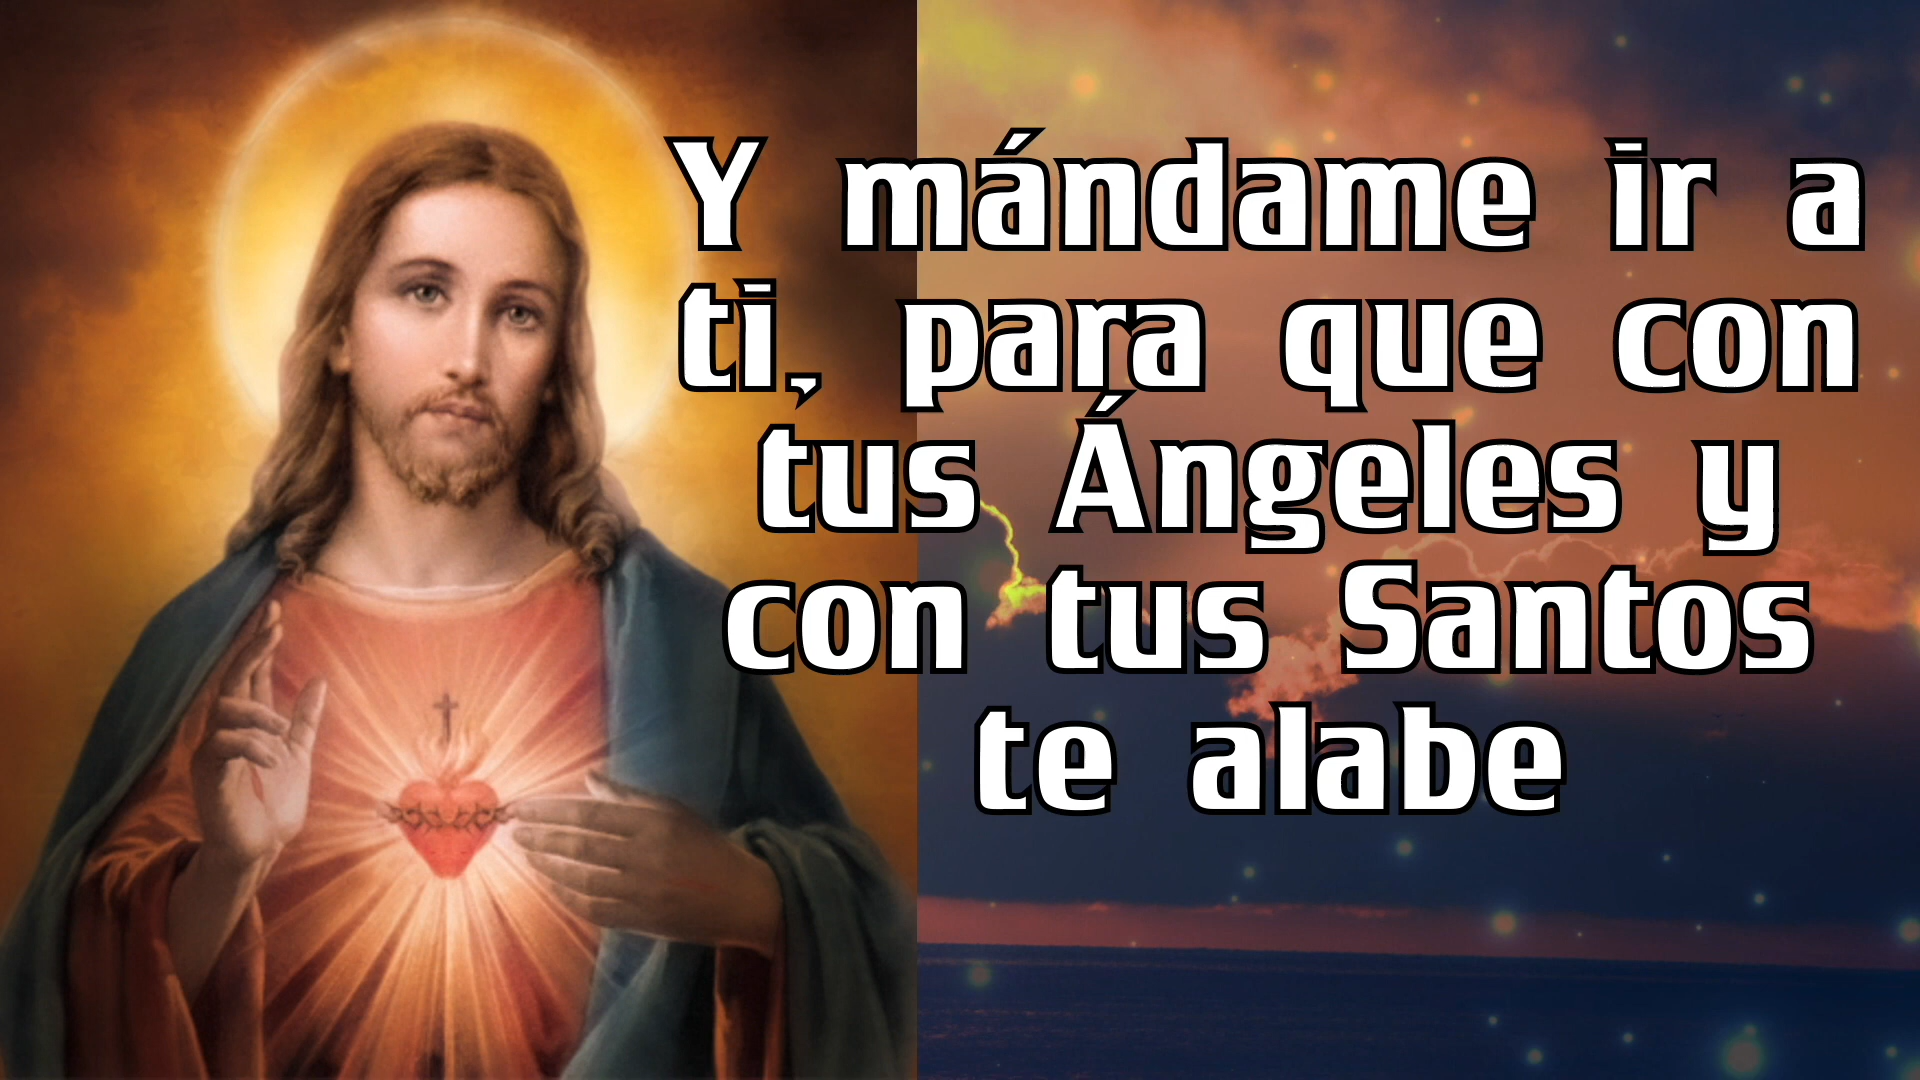 Y mándame ir a
ti, para que con
tus Ángeles y
con tus Santos
te alabe